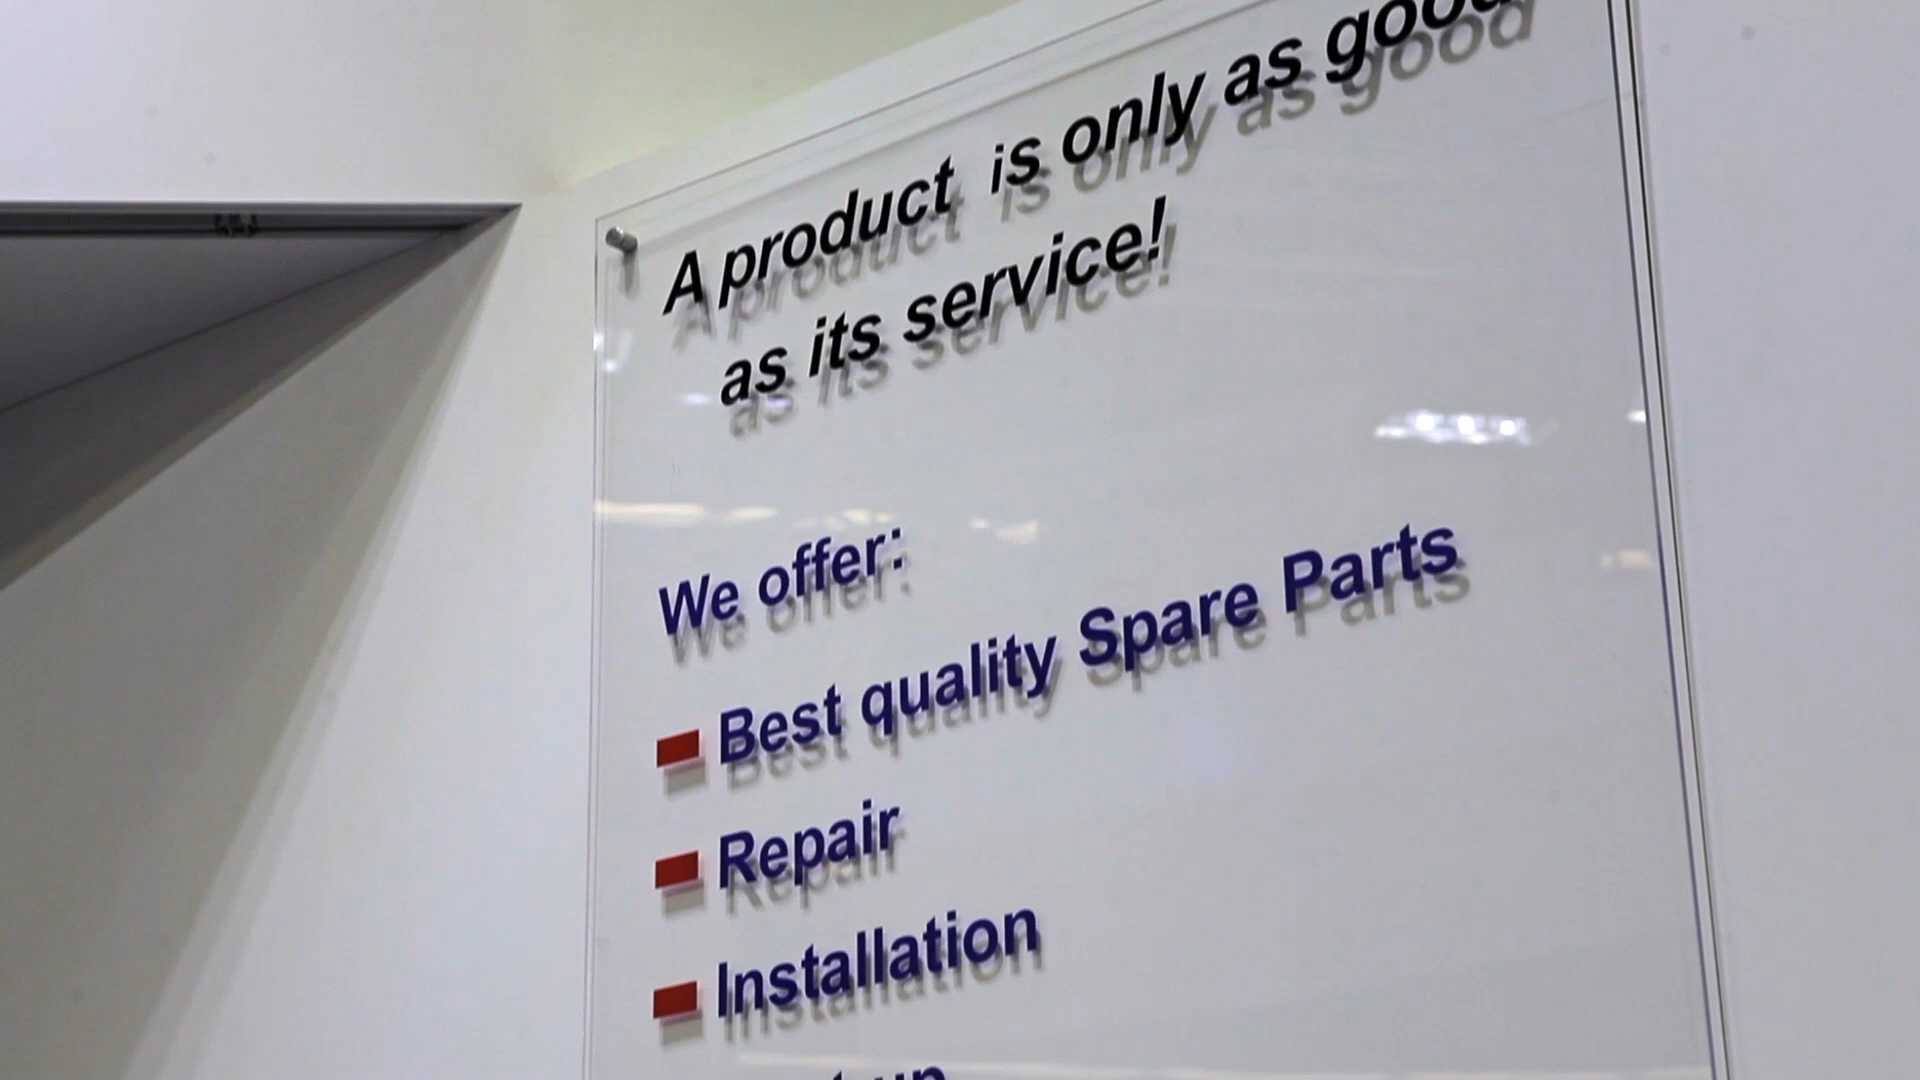 A product is only as good
as its service!
We offer:
Best quality Spare Parts
Repair
Installation